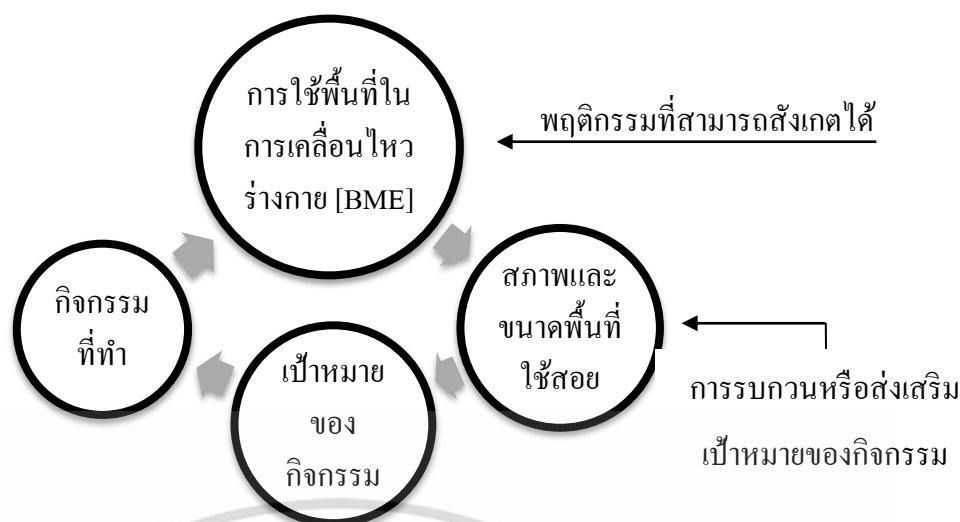 การใช้พื้นที่ใน
การเคลื่อนไหว
ร่างกาย [BME]
พฤติกรรมที่สามารถสังเกตได้
สภาพและ
ขนาดพื้นที่
ใช้สอย
การรบกวนหรือส่งเสริม
เป้าหมายของกิจกรรม
เป้าหมาย
ของ
กิจกรรม
กิจกรรม
ที่ทำ